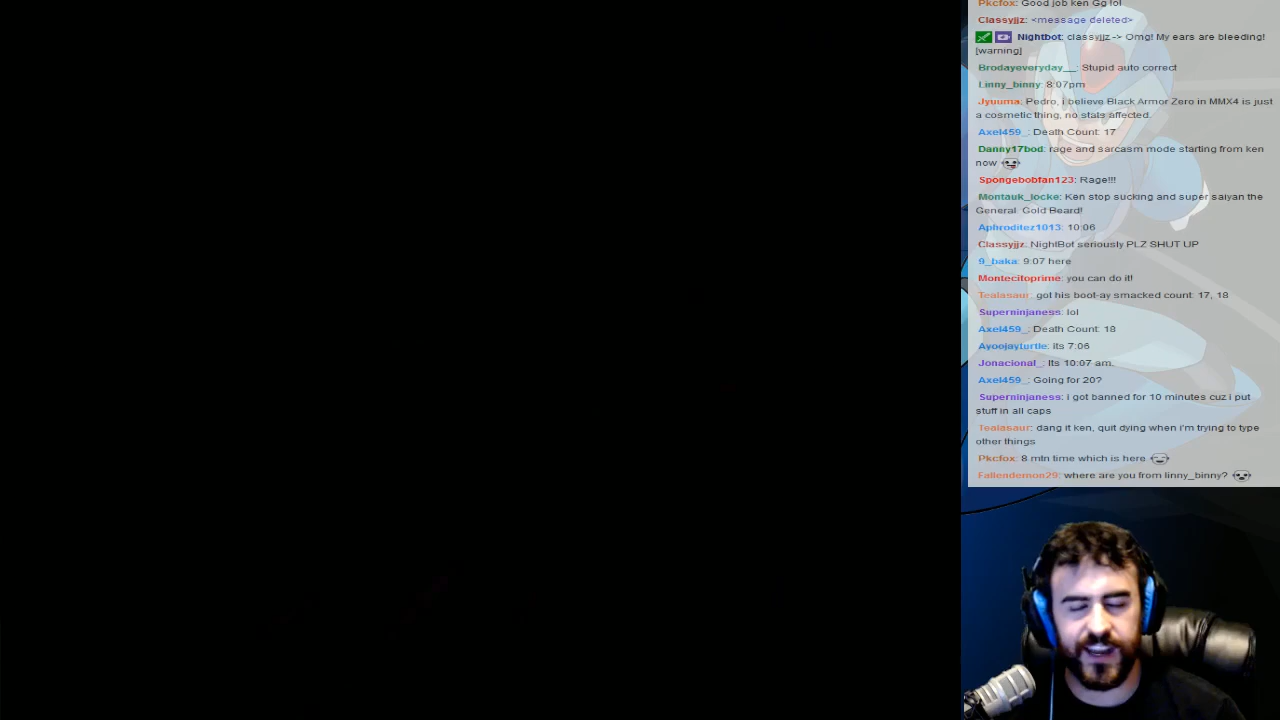 Pkcfox: Good job ken Gg lol
Classyjjz: <message deleted>
Nightbot: classyjjz -> Omg! My ears are bleeding!
[warning]
Brodayeveryday__: Stupid auto correct
Linny_binny: 8:07pm
Jyuuma: Pedro, i believe Black Armor Zero in MMX4 is just
a cosmetic thing, no stats affected.
Axel459_: Death Count: 17
Danny17bod: rage and sarcasm mode starting from ken
now
Spongebobfan123: Rage!!!
Montauk_locke: Ken stop sucking and super saiyan the
General: Gold Beard!
Aphroditez1013: 10:06
Classyjjz: NightBot seriously PLZ SHUT UP
9_baka: 9:07 here
Montecitoprime: you can do it!
Tealasaur: got his boot-ay smacked count: 17, 18
Superninjaness: lol
Axel459_: Death Count: 18
Ayoojayturtle: its 7:06
Jonacional_: Its 10:07 am.
Axel459_: Going for 20?
Superninjaness: i got banned for 10 minutes cuz i put
stuff in all caps
Tealasaur: dang it ken, quit dying when i'm trying to type
other things
Pkcfox: 8 mtn time which is here
Fallendemon29: where are you from linny_binny?